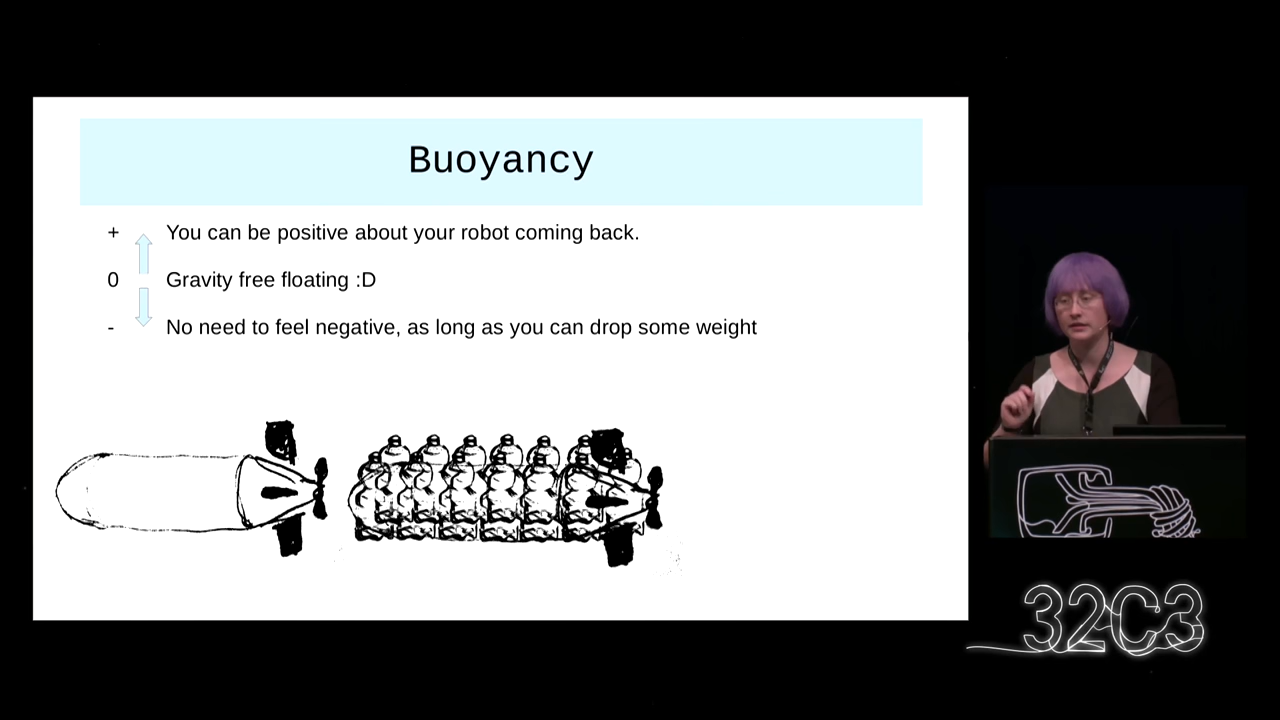 Buoyancy
+ You can be positive about your robot coming back.
0 Gravity free floating :D
- No need to feel negative, as long as you can drop some weight
32C3